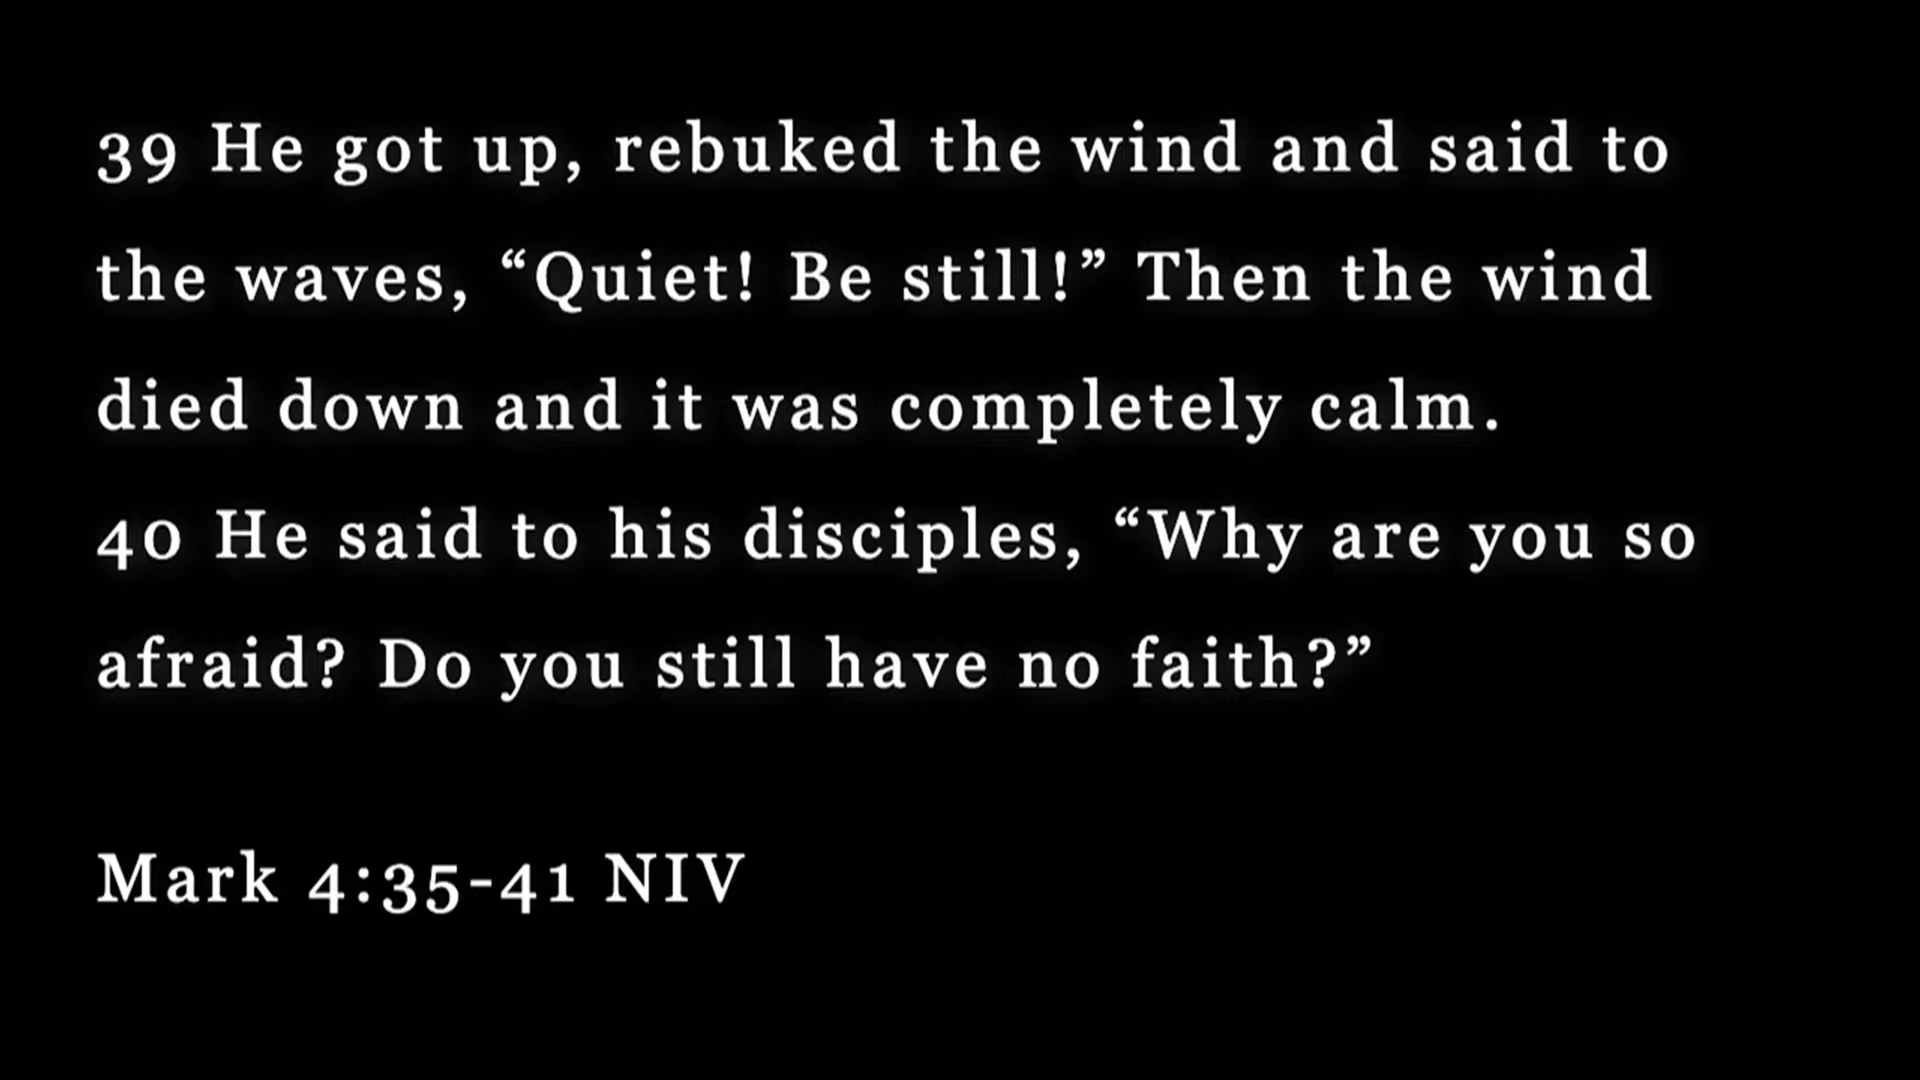 39 He got up, rebuked the wind and said to
the waves, “Quiet! Be still!” Then the wind
died down and it was completely calm.
40 He said to his disciples, “Why are you so
afraid? Do you still have no faith?”
Mark 4:35-41 NIV